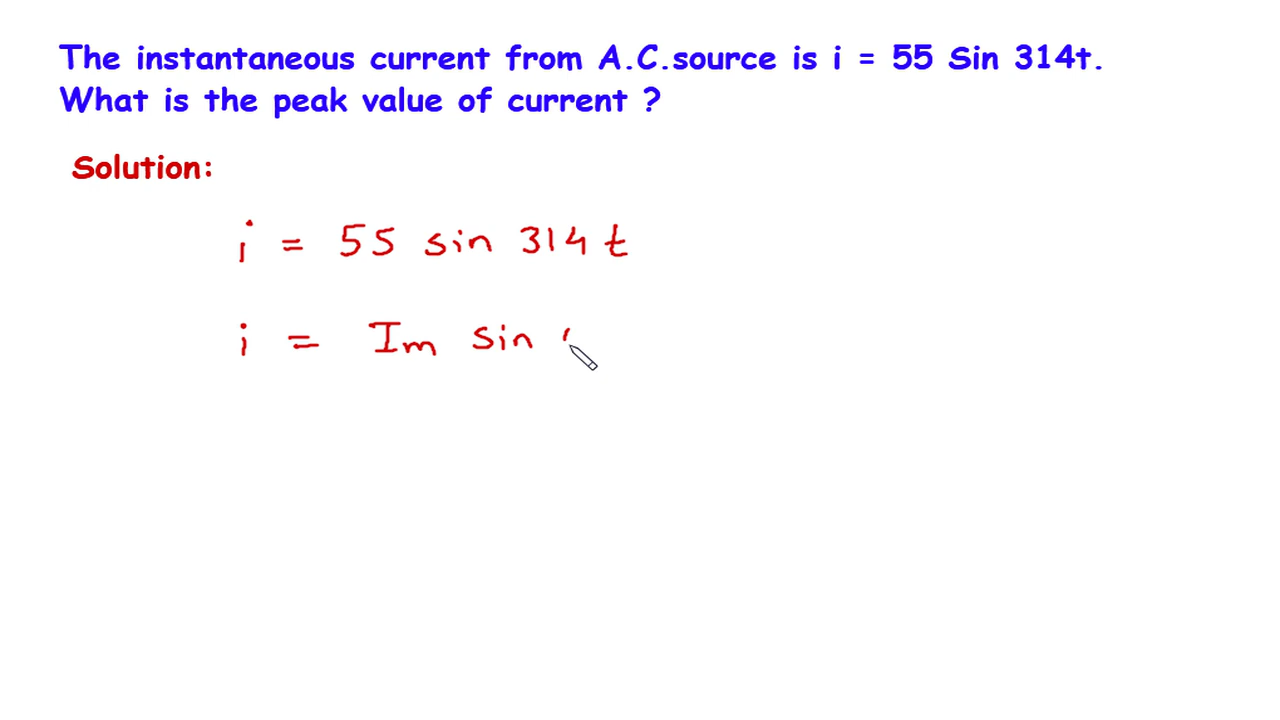 The instantaneous current from A.C.source is i = 55 Sin 314t.
What is the peak value of current ?
Solution:
i = 55 sin 314 t
i = Im sin